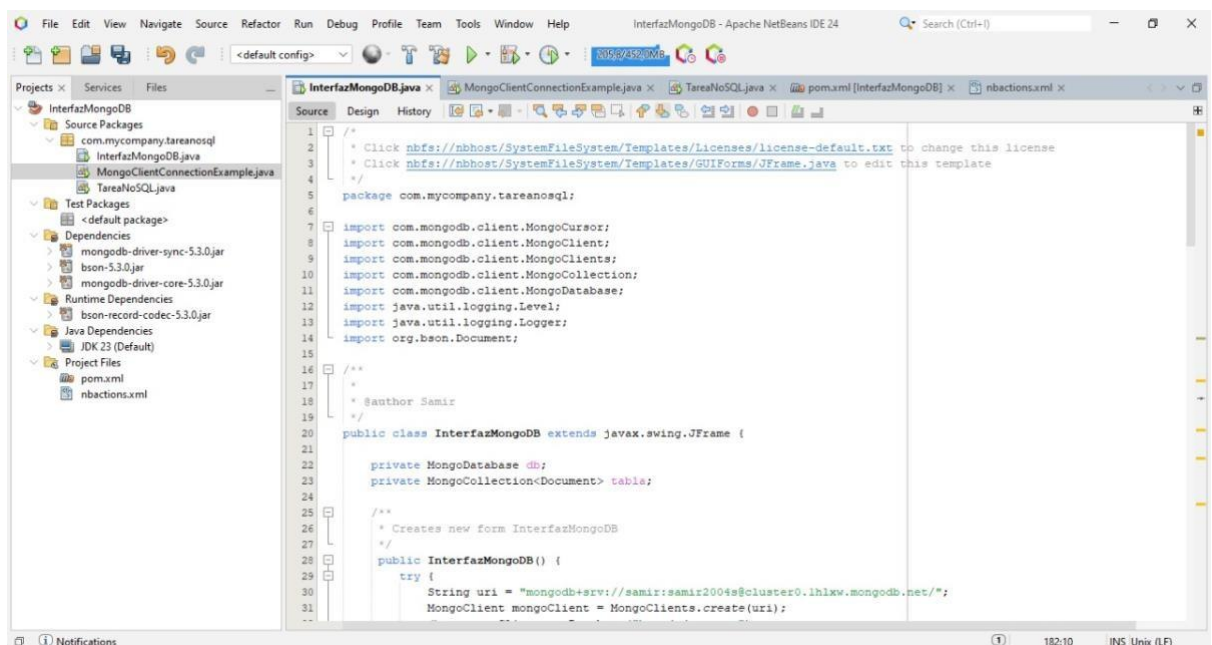 File Edit View Navigate Source Refactor Run Debug Profile Team Tools Window Help InterfazMongoDB - Apache NetBeans IDE 24 Search (Ctrl+I)
<default config> 205,8/452,0MB
Projects Services Files
InterfazMongoDB.java MongoClientConnectionExample.java TareaNoSQL.java pom.xml [InterfazMongoDB] nbactions.xml
Source Design History
InterfazMongoDB
Source Packages
com.mycompany.tareanosql
InterfazMongoDB.java
MongoClientConnectionExample.java
TareaNoSQL.java
Test Packages
<default package>
Dependencies
mongodb-driver-sync-5.3.0.jar
bson-5.3.0.jar
mongodb-driver-core-5.3.0.jar
Runtime Dependencies
bson-record-codec-5.3.0.jar
Java Dependencies
JDK 23 (Default)
Project Files
pom.xml
nbactions.xml
1 /*
2 * Click nbfs://nbhost/SystemFileSystem/Templates/Licenses/license-default.txt to change this license
3 * Click nbfs://nbhost/SystemFileSystem/Templates/GUIForms/JFrame.java to edit this template
4 */
5 package com.mycompany.tareanosql;
6
7 import com.mongodb.client.MongoCursor;
8 import com.mongodb.client.MongoClient;
9 import com.mongodb.client.MongoClients;
10 import com.mongodb.client.MongoCollection;
11 import com.mongodb.client.MongoDatabase;
12 import java.util.logging.Level;
13 import java.util.logging.Logger;
14 import org.bson.Document;
15
16 /**
17 *
18 * @author Samir
19 */
20 public class InterfazMongoDB extends javax.swing.JFrame {
21
22 private MongoDatabase db;
23 private MongoCollection<Document> tabla;
24
25 /**
26 * Creates new form InterfazMongoDB
27 */
28 public InterfazMongoDB() {
29 try {
30 String uri = "mongodb+srv://samir:samir2004s@cluster0.lhlxw.mongodb.net/";
31 MongoClient mongoClient = MongoClients.create(uri);
Notifications 1 182:10 INS Unix (LF)